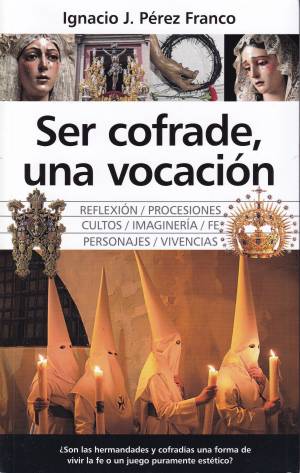 Ignacio J. Pérez Franco
Ser cofrade,
una vocación
REFLEXIÓN / PROCESIONES
CULTOS / IMAGINERÍA / FE
PERSONAJES / VIVENCIAS
¿Son las hermandades y cofradías una forma de
vivir la fe o un juego puramente estético?